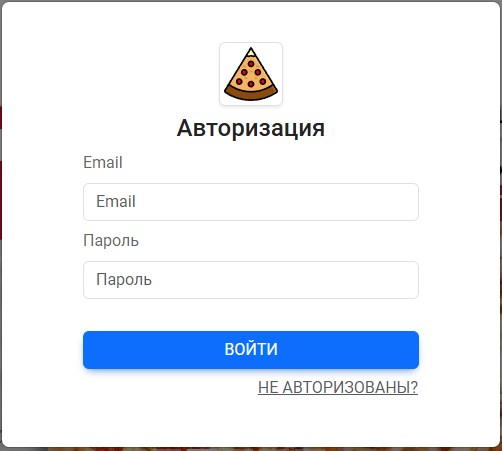 Авторизация
Email
Email
Пароль
Пароль
ВОЙТИ
НЕ АВТОРИЗОВАНЫ?